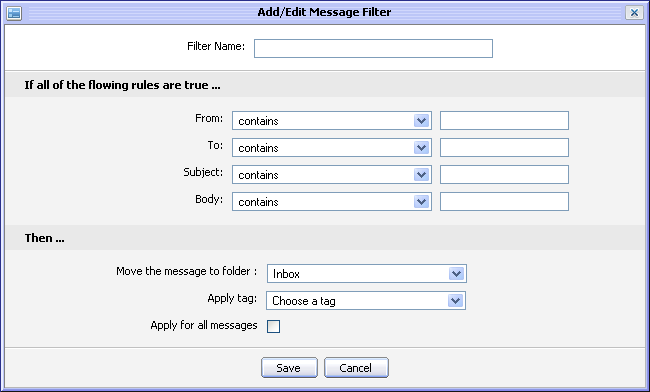 Add/Edit Message Filter
Filter Name:
If all of the flowing rules are true ...
From: contains
To: contains
Subject: contains
Body: contains
Then ...
Move the message to folder : Inbox
Apply tag: Choose a tag
Apply for all messages
Save Cancel